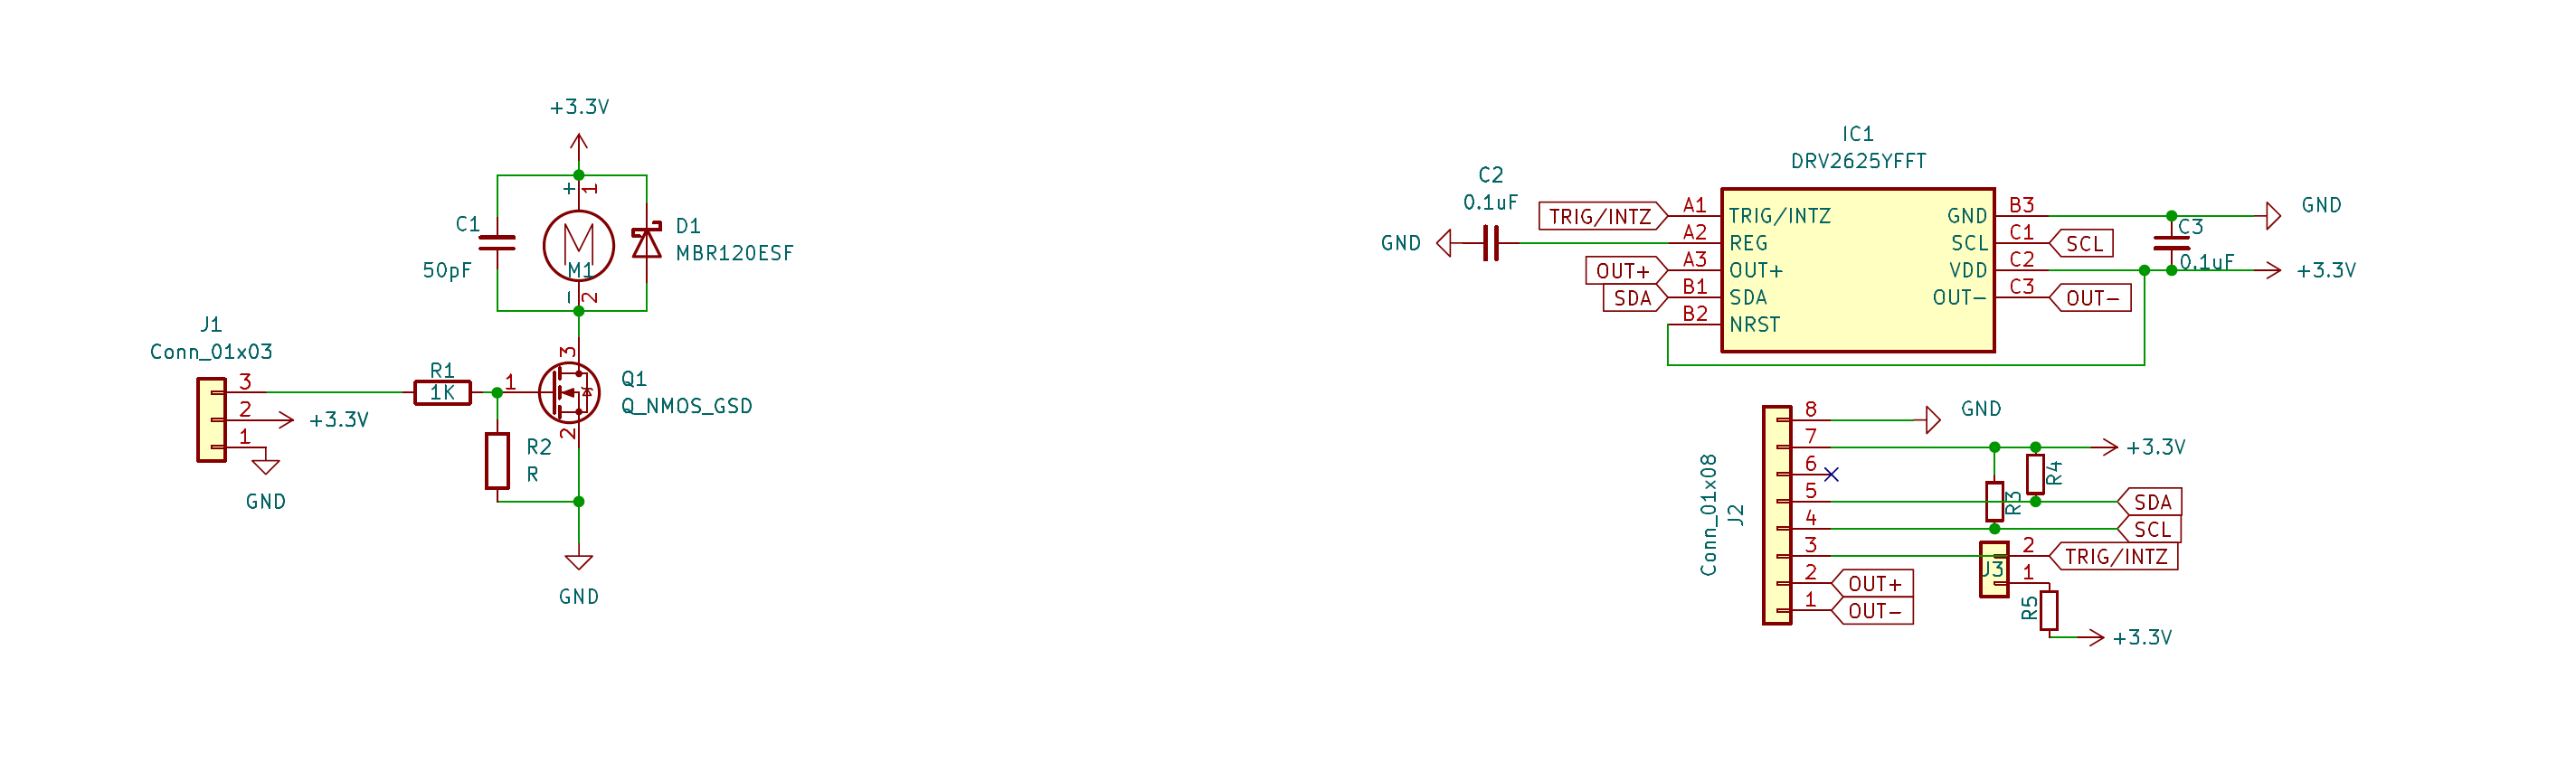 +3.3V
+
1
C1
50pF
M1
D1
MBR120ESF
-
2
J1
Conn_01x03
3
2
1
+3.3V
GND
R1
1K
1
3
2
Q1
Q_NMOS_GSD
R2
R
GND
IC1
DRV2625YFFT
C2
0.1uF
GND
TRIG/INTZ
A1
TRIG/INTZ
A2
REG
OUT+
A3
OUT+
SDA
B1
SDA
B2
NRST
GND
B3
GND
SCL
C1
SCL
VDD
C2
+3.3V
OUT-
C3
OUT-
C3
0.1uF
Conn_01x08
J2
8
GND
7
+3.3V
6
5
SDA
4
SCL
3
2
OUT+
1
OUT-
R3
R4
J3
2
TRIG/INTZ
1
R5
+3.3V